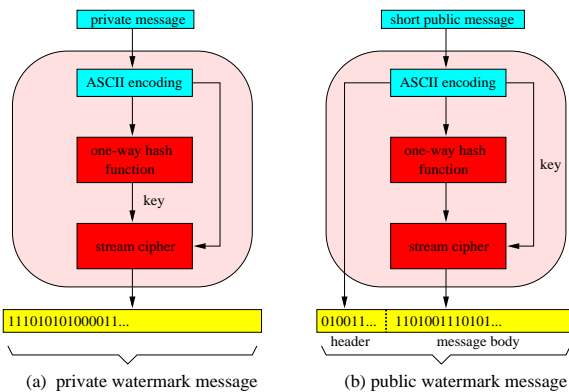 private message
ASCII encoding
one-way hash
function
key
stream cipher
111010101000011...
(a) private watermark message
short public message
ASCII encoding
one-way hash
function
key
stream cipher
010011... 1101001110101...
header message body
(b) public watermark message